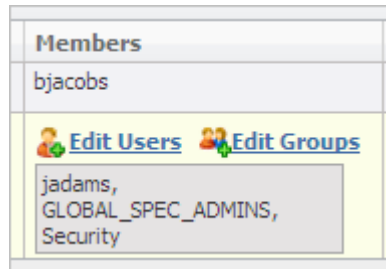 Members
bjacobs
Edit Users Edit Groups
jadams,
GLOBAL_SPEC_ADMINS,
Security